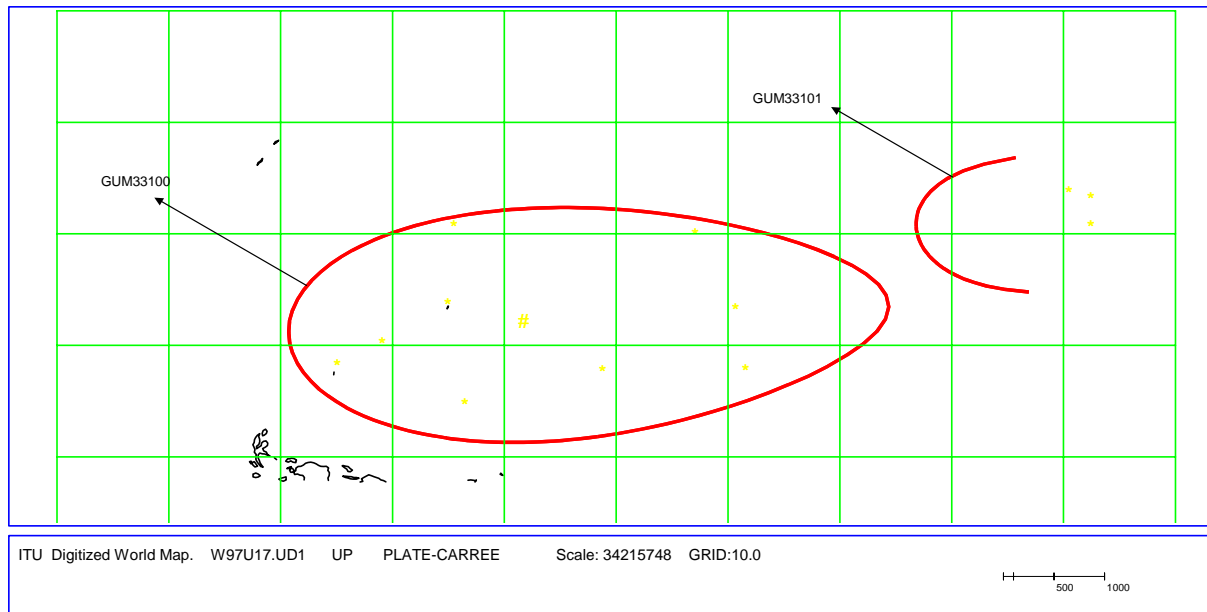 GUM33101
GUM33100
#
ITU Digitized World Map. W97U17.UD1 UP PLATE-CARREE Scale: 34215748 GRID:10.0
500 1000